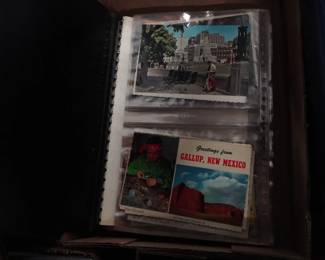 Greetings from
GALLUP, NEW MEXICO